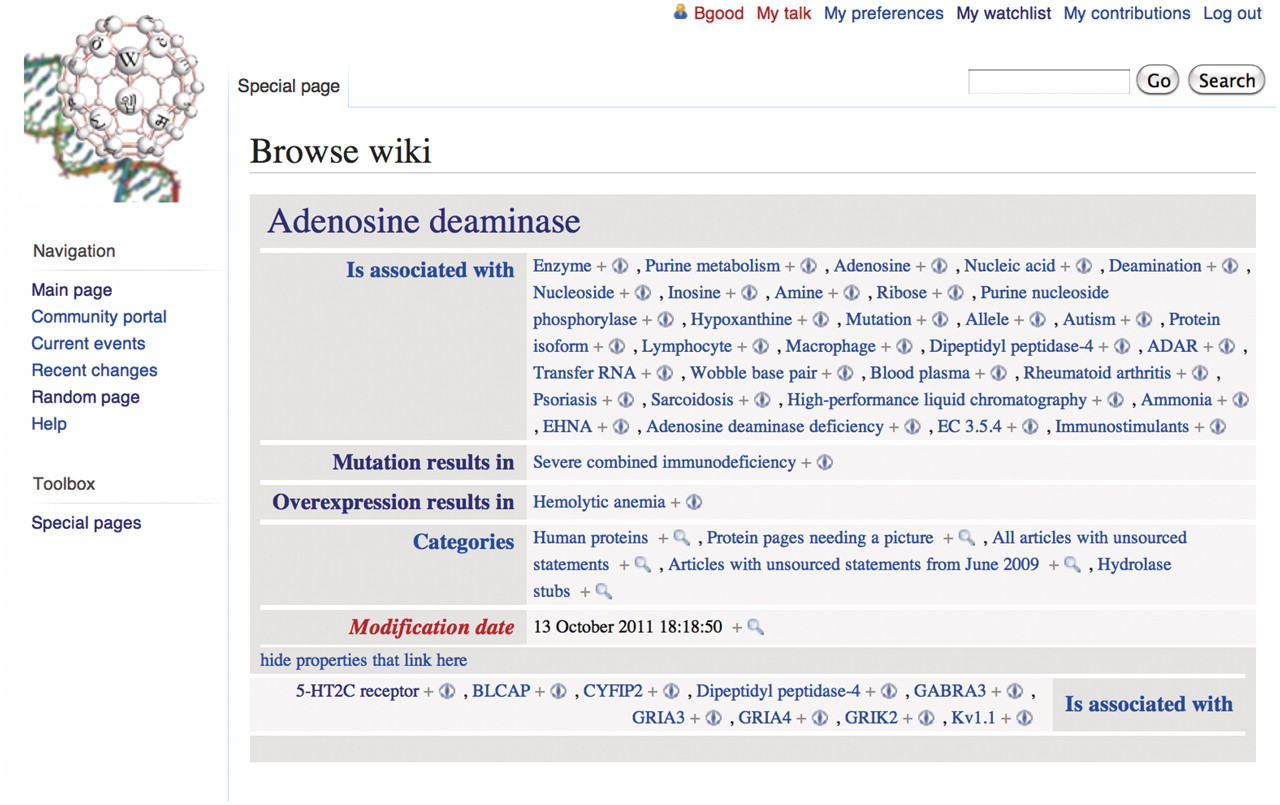 Bgood My talk My preferences My watchlist My contributions Log out
W
Special page
Go Search
Browse wiki
Adenosine deaminase
Navigation
Main page
Community portal
Current events
Recent changes
Random page
Help
Toolbox
Special pages
Is associated with
Enzyme + , Purine metabolism + , Adenosine + , Nucleic acid + , Deamination + ,
Nucleoside + , Inosine + , Amine + , Ribose + , Purine nucleoside
phosphorylase + , Hypoxanthine + , Mutation + , Allele + , Autism + , Protein
isoform + , Lymphocyte + , Macrophage + , Dipeptidyl peptidase-4 + , ADAR + ,
Transfer RNA + , Wobble base pair + , Blood plasma + , Rheumatoid arthritis + ,
Psoriasis + , Sarcoidosis + , High-performance liquid chromatography + , Ammonia +
, EHNA + , Adenosine deaminase deficiency + , EC 3.5.4 + , Immunostimulants +
Mutation results in Severe combined immunodeficiency +
Overexpression results in Hemolytic anemia +
Categories
Human proteins + , Protein pages needing a picture + , All articles with unsourced
statements + , Articles with unsourced statements from June 2009 + , Hydrolase
stubs +
Modification date 13 October 2011 18:18:50 +
hide properties that link here
5-HT2C receptor + , BLCAP + , CYFIP2 + , Dipeptidyl peptidase-4 + , GABRA3 + ,
GRIA3 + , GRIA4 + , GRIK2 + , Kv1.1 +
Is associated with